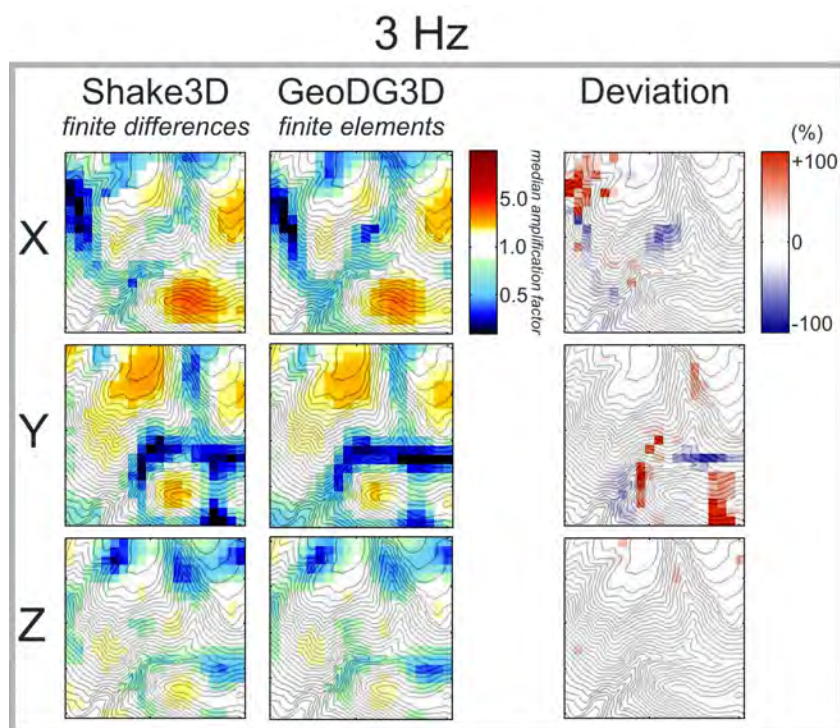 3 Hz
Shake3D
finite differences
GeoDG3D
finite elements
Deviation
(%)
X
5.0
1.0
0.5
median amplification factor
+100
0
-100
Y
Z